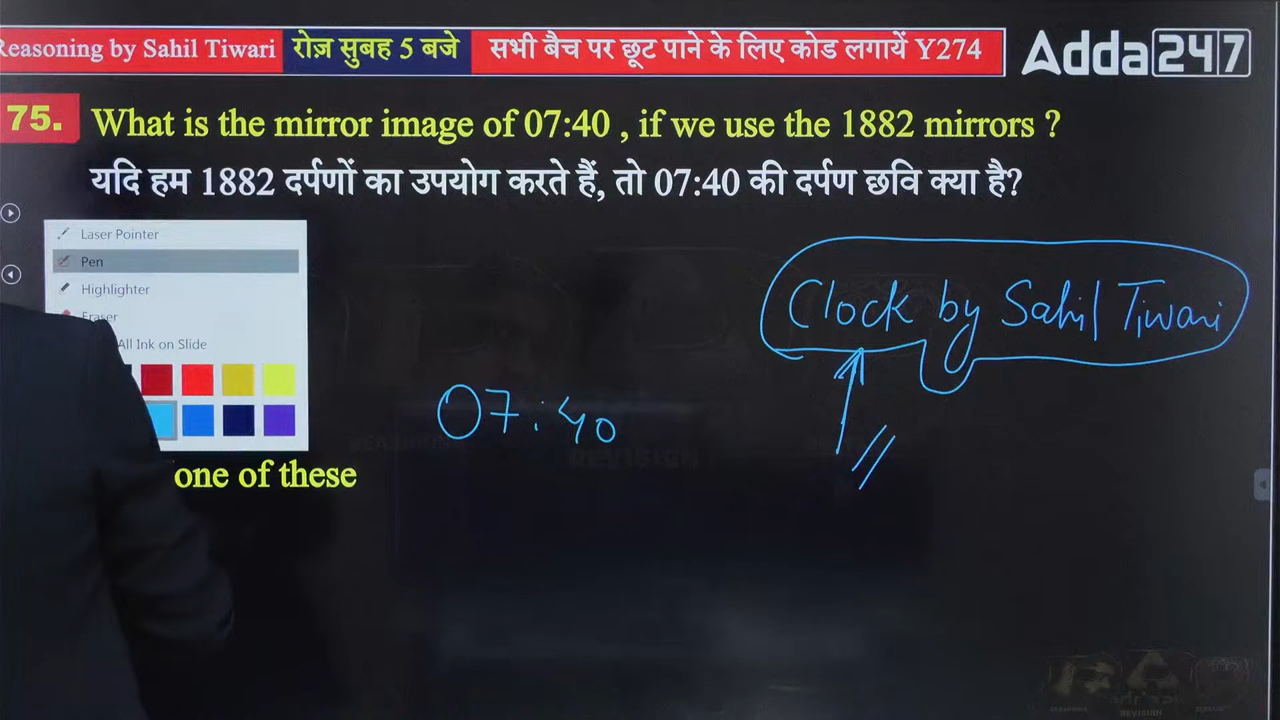 Reasoning by Sahil Tiwari रोज़ सुबह 5 बजे सभी बैच पर छूट पाने के लिए कोड लगायें Y274 Adda247
75. What is the mirror image of 07:40 , if we use the 1882 mirrors ?
यदि हम 1882 दर्पणों का उपयोग करते हैं, तो 07:40 की दर्पण छवि क्या है?
Laser Pointer
Pen
Highlighter
Eraser
All Ink on Slide
Clock by Sahil Tiwari
07:40
one of these
REVISION